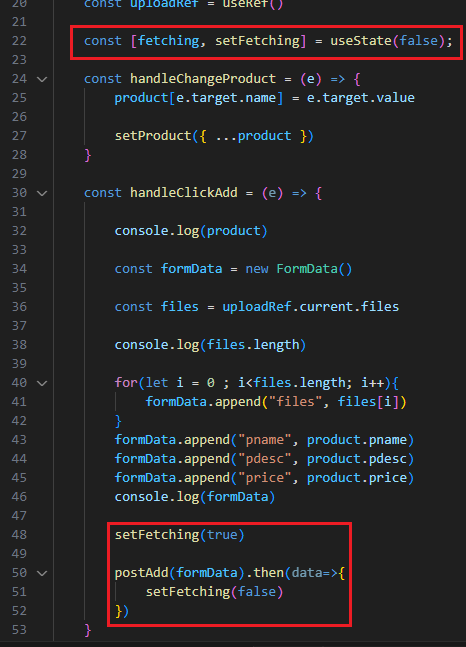 20 const uploadRef = useRef()
21
22 const [fetching, setFetching] = useState(false);
23
24 const handleChangeProduct = (e) => {
25 product[e.target.name] = e.target.value
26
27 setProduct({ ...product })
28 }
29
30 const handleClickAdd = (e) => {
31
32 console.log(product)
33
34 const formData = new FormData()
35
36 const files = uploadRef.current.files
37
38 console.log(files.length)
39
40 for(let i = 0 ; i<files.length; i++){
41 formData.append("files", files[i])
42 }
43 formData.append("pname", product.pname)
44 formData.append("pdesc", product.pdesc)
45 formData.append("price", product.price)
46 console.log(formData)
47
48 setFetching(true)
49
50 postAdd(formData).then(data=>{
51 setFetching(false)
52 })
53 }